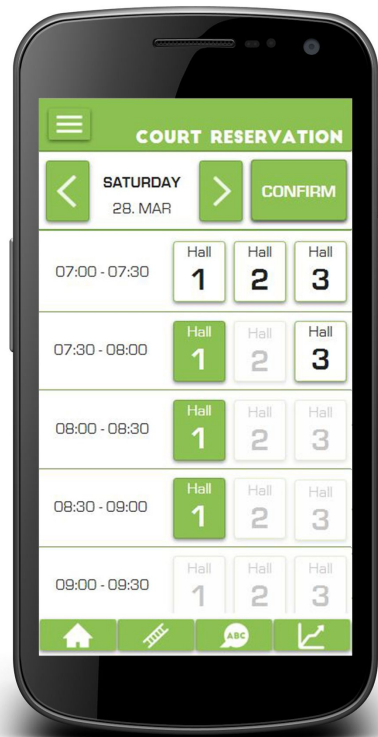 COURT RESERVATION
SATURDAY
28. MAR
CONFIRM
07:00 - 07:30
Hall
1
Hall
2
Hall
3
07:30 - 08:00
Hall
1
Hall
2
Hall
3
08:00 - 08:30
Hall
1
Hall
2
Hall
3
08:30 - 09:00
Hall
1
Hall
2
Hall
3
09:00 - 09:30
Hall
1
Hall
2
Hall
3
ABC